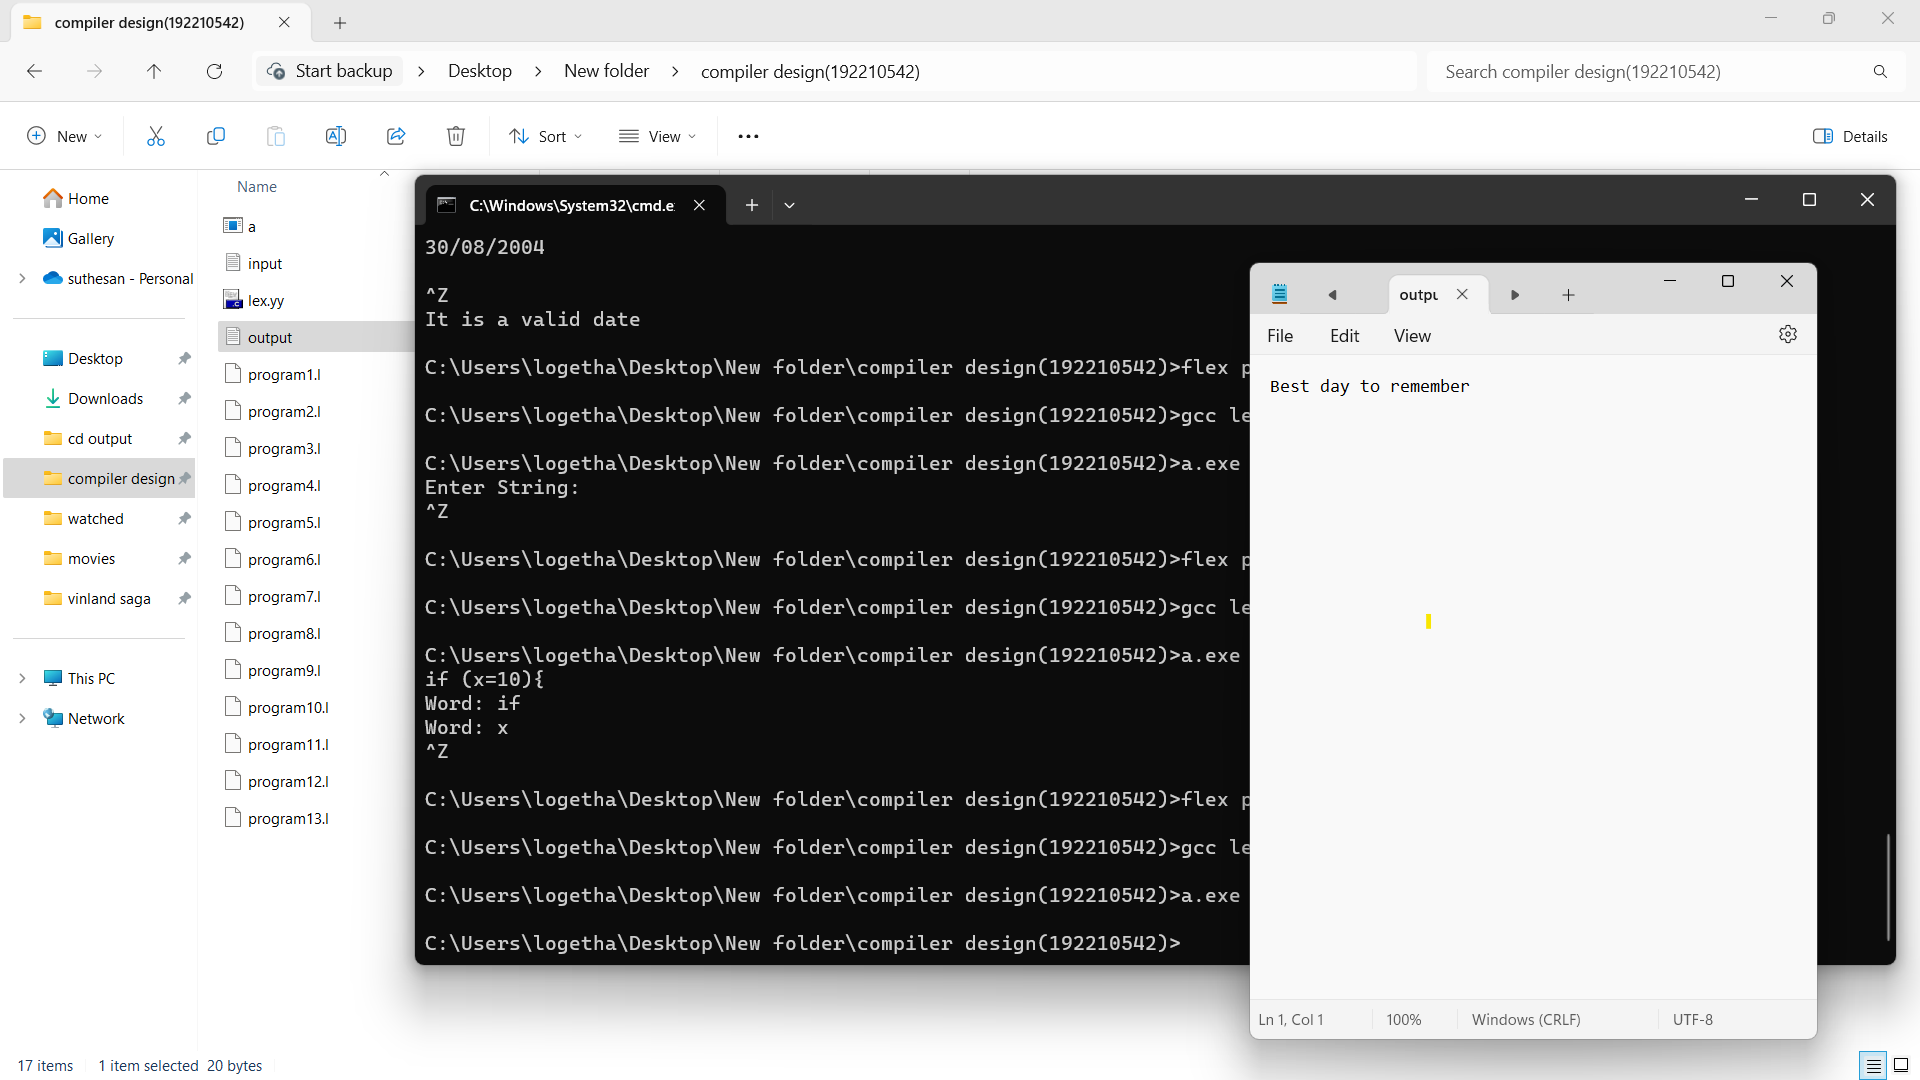 compiler design(192210542)
Start backup
Desktop
New folder
compiler design(192210542)
Search compiler design(192210542)
New
Sort
View
Details
Home
Gallery
suthesan - Personal
Desktop
Downloads
cd output
compiler design
watched
movies
vinland saga
This PC
Network
Name
a
input
lex.yy
output
program1.l
program2.l
program3.l
program4.l
program5.l
program6.l
program7.l
program8.l
program9.l
program10.l
program11.l
program12.l
program13.l
C:\Windows\System32\cmd.e
30/08/2004
^Z
It is a valid date
C:\Users\logetha\Desktop\New folder\compiler design(192210542)>flex p
C:\Users\logetha\Desktop\New folder\compiler design(192210542)>gcc le
C:\Users\logetha\Desktop\New folder\compiler design(192210542)>a.exe
Enter String:
^Z
C:\Users\logetha\Desktop\New folder\compiler design(192210542)>flex p
C:\Users\logetha\Desktop\New folder\compiler design(192210542)>gcc le
C:\Users\logetha\Desktop\New folder\compiler design(192210542)>a.exe
if (x=10){
Word: if
Word: x
^Z
C:\Users\logetha\Desktop\New folder\compiler design(192210542)>flex p
C:\Users\logetha\Desktop\New folder\compiler design(192210542)>gcc le
C:\Users\logetha\Desktop\New folder\compiler design(192210542)>a.exe
C:\Users\logetha\Desktop\New folder\compiler design(192210542)>
outpu
File
Edit
View
Best day to remember
Ln 1, Col 1
100%
Windows (CRLF)
UTF-8
17 items
1 item selected 20 bytes